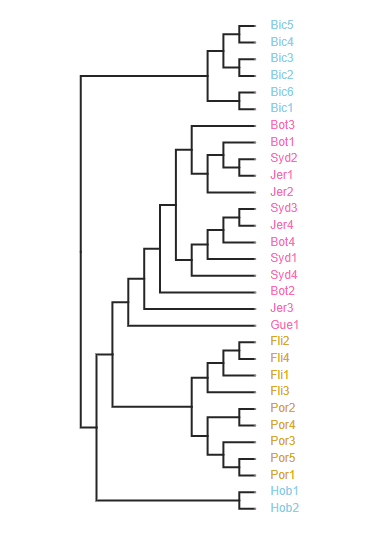 Bic5
Bic4
Bic3
Bic2
Bic6
Bic1
Bot3
Bot1
Syd2
Jer1
Jer2
Syd3
Jer4
Bot4
Syd1
Syd4
Bot2
Jer3
Gue1
Fli2
Fli4
Fli1
Fli3
Por2
Por4
Por3
Por5
Por1
Hob1
Hob2